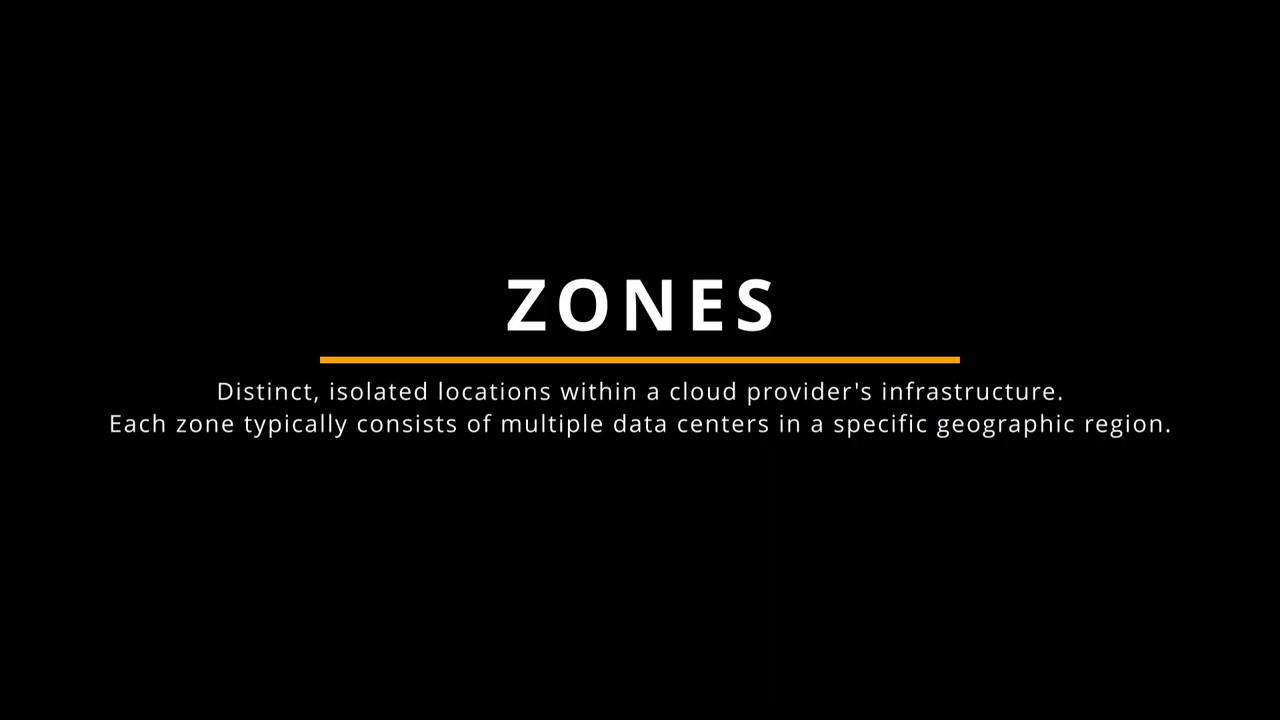 ZONES
Distinct, isolated locations within a cloud provider's infrastructure.
Each zone typically consists of multiple data centers in a specific geographic region.